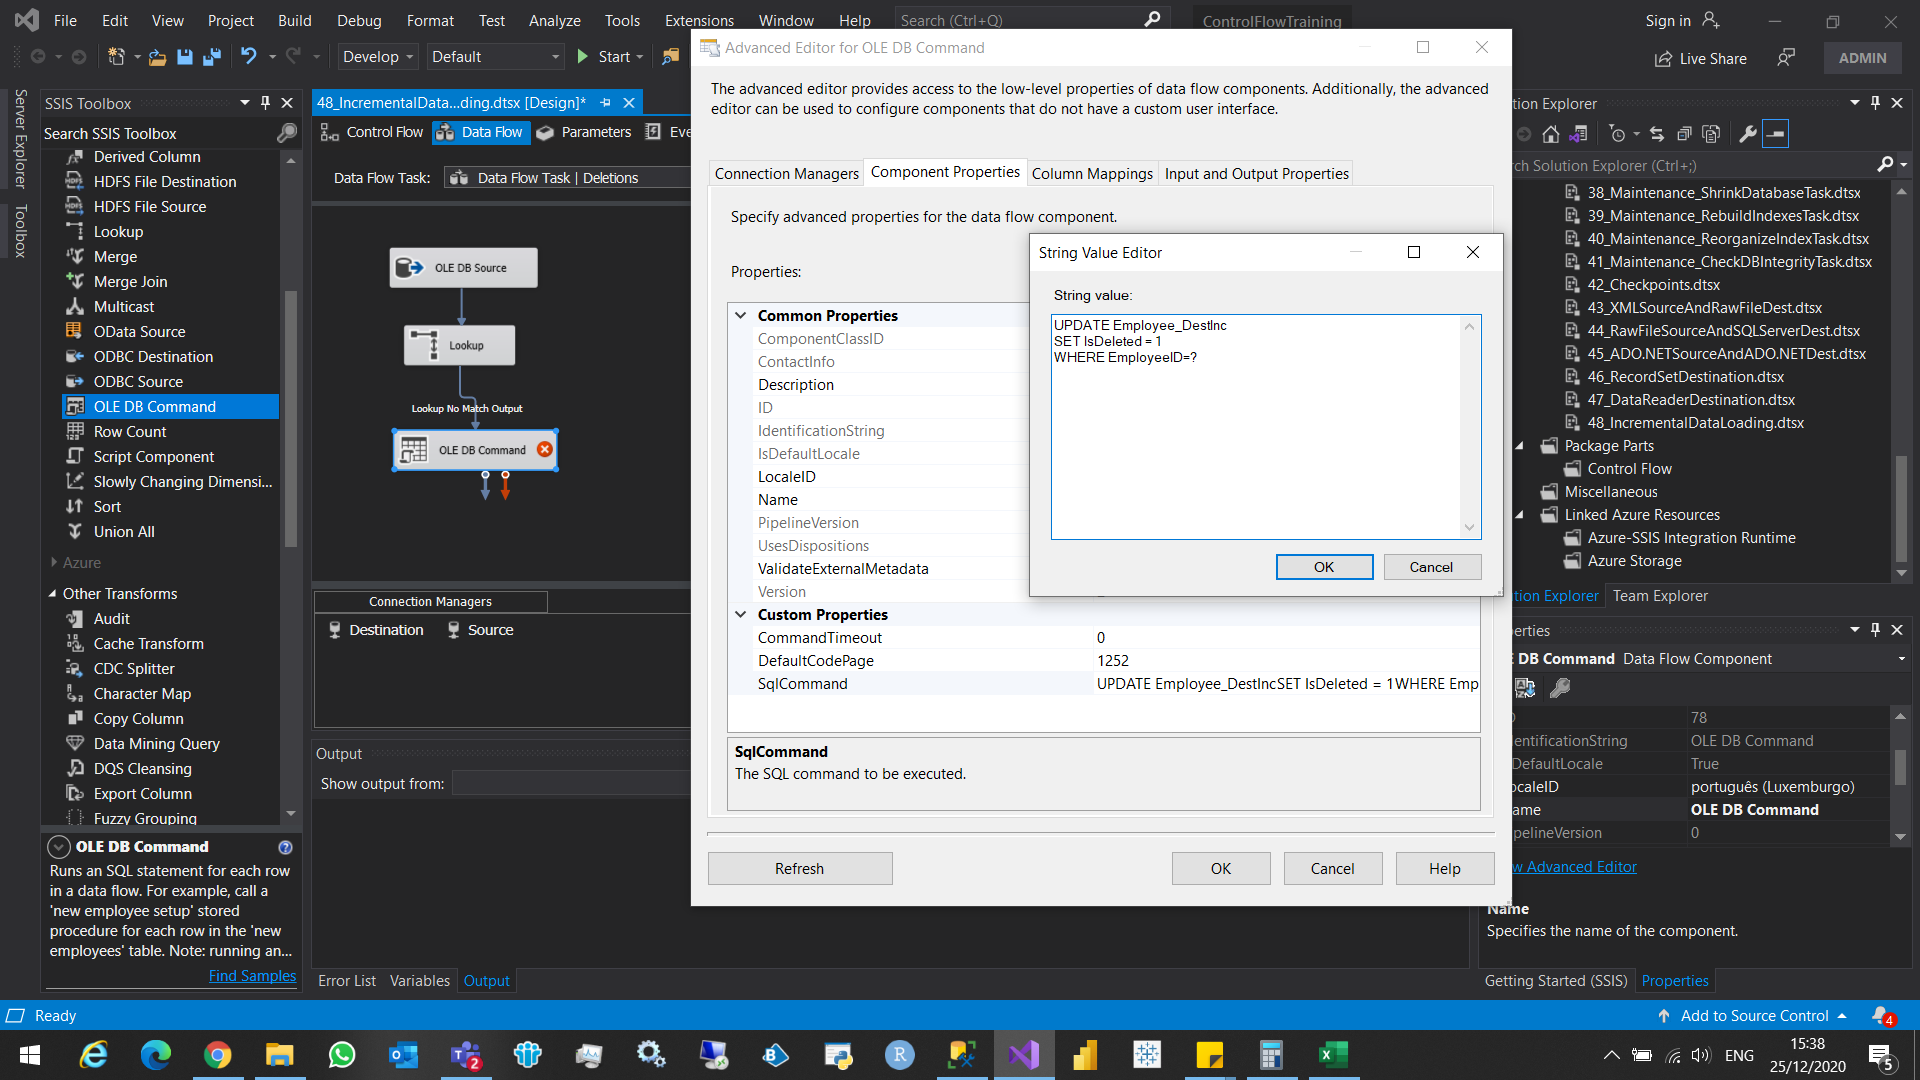 File Edit View Project Build Debug Format Test Analyze Tools Extensions Window Help Search (Ctrl+Q) ControlFlowTraining Sign in
Develop Default Start Live Share ADMIN
Server Explorer
Toolbox
SSIS Toolbox
Search SSIS Toolbox
Derived Column
HDFS File Destination
HDFS File Source
Lookup
Merge
Merge Join
Multicast
OData Source
ODBC Destination
ODBC Source
OLE DB Command
Row Count
Script Component
Slowly Changing Dimensi...
Sort
Union All
Azure
Other Transforms
Audit
Cache Transform
CDC Splitter
Character Map
Copy Column
Data Mining Query
DQS Cleansing
Export Column
Fuzzy Grouping
OLE DB Command
Runs an SQL statement for each row
in a data flow. For example, call a
'new employee setup' stored
procedure for each row in the 'new
employees' table. Note: running an...
Find Samples
48_IncrementalData...ding.dtsx [Design]*
Control Flow Data Flow Parameters Eve
Data Flow Task: Data Flow Task | Deletions
OLE DB Source
Lookup
Lookup No Match Output
OLE DB Command
Connection Managers
Destination Source
Output
Show output from:
Error List Variables Output
Advanced Editor for OLE DB Command
The advanced editor provides access to the low-level properties of data flow components. Additionally, the advanced
editor can be used to configure components that do not have a custom user interface.
Connection Managers Component Properties Column Mappings Input and Output Properties
Specify advanced properties for the data flow component.
Properties:
Common Properties
ComponentClassID
ContactInfo
Description
ID
IdentificationString
IsDefaultLocale
LocaleID
Name
PipelineVersion
UsesDispositions
ValidateExternalMetadata
Version
Custom Properties
CommandTimeout 0
DefaultCodePage 1252
SqlCommand UPDATE Employee_DestIncSET IsDeleted = 1WHERE Emp
SqlCommand
The SQL command to be executed.
Refresh OK Cancel Help
String Value Editor
String value:
UPDATE Employee_DestInc
SET IsDeleted = 1
WHERE EmployeeID=?
OK Cancel
tion Explorer
rch Solution Explorer (Ctrl+;)
38_Maintenance_ShrinkDatabaseTask.dtsx
39_Maintenance_RebuildIndexesTask.dtsx
40_Maintenance_ReorganizeIndexTask.dtsx
41_Maintenance_CheckDBIntegrityTask.dtsx
42_Checkpoints.dtsx
43_XMLSourceAndRawFileDest.dtsx
44_RawFileSourceAndSQLServerDest.dtsx
45_ADO.NETSourceAndADO.NETDest.dtsx
46_RecordSetDestination.dtsx
47_DataReaderDestination.dtsx
48_IncrementalDataLoading.dtsx
Package Parts
Control Flow
Miscellaneous
Linked Azure Resources
Azure-SSIS Integration Runtime
Azure Storage
tion Explorer Team Explorer
erties
DB Command Data Flow Component
78
entificationString OLE DB Command
DefaultLocale True
ocaleID português (Luxemburgo)
ame OLE DB Command
pelineVersion 0
w Advanced Editor
Name
Specifies the name of the component.
Getting Started (SSIS) Properties
Ready Add to Source Control 4
2 ENG 15:38
25/12/2020 5